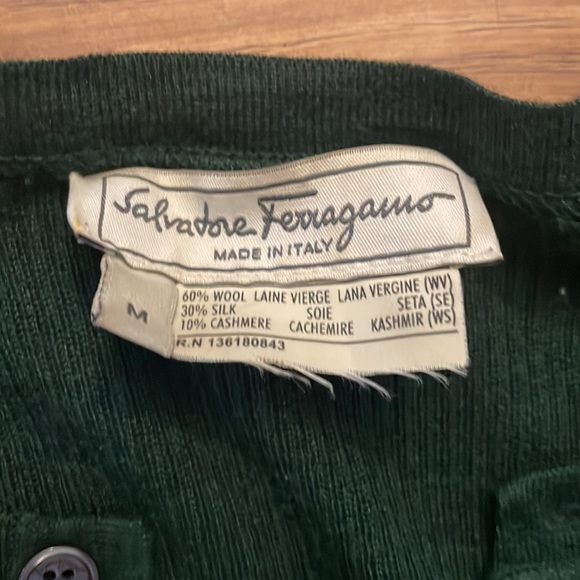 Salvatore Ferragamo
MADE IN ITALY
M
60% WOOL LAINE VIERGE LANA VERGINE (WV)
30% SILK SOIE SETA (SE)
10% CASHMERE CACHEMIRE KASHMIR (WS)
R.N 136180843